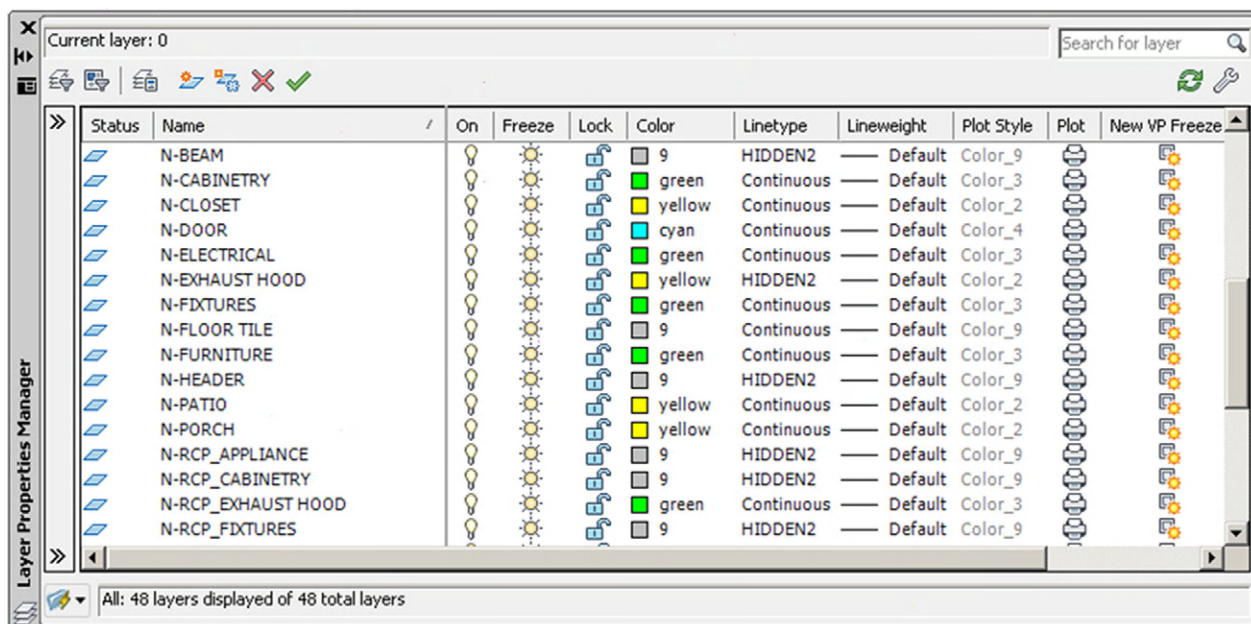 Current layer: 0
Search for layer
Status Name On Freeze Lock Color Linetype Lineweight Plot Style Plot New VP Freeze
N-BEAM 9 HIDDEN2 Default Color_9
N-CABINETRY green Continuous Default Color_3
N-CLOSET yellow Continuous Default Color_2
N-DOOR cyan Continuous Default Color_4
N-ELECTRICAL green Continuous Default Color_3
N-EXHAUST HOOD yellow HIDDEN2 Default Color_2
N-FIXTURES green Continuous Default Color_3
N-FLOOR TILE 9 Continuous Default Color_9
N-FURNITURE green Continuous Default Color_3
N-HEADER 9 HIDDEN2 Default Color_9
N-PATIO yellow Continuous Default Color_2
N-PORCH yellow Continuous Default Color_2
N-RCP_APPLIANCE 9 HIDDEN2 Default Color_9
N-RCP_CABINETRY 9 HIDDEN2 Default Color_9
N-RCP_EXHAUST HOOD green Continuous Default Color_3
N-RCP_FIXTURES 9 HIDDEN2 Default Color_9
Layer Properties Manager
All: 48 layers displayed of 48 total layers